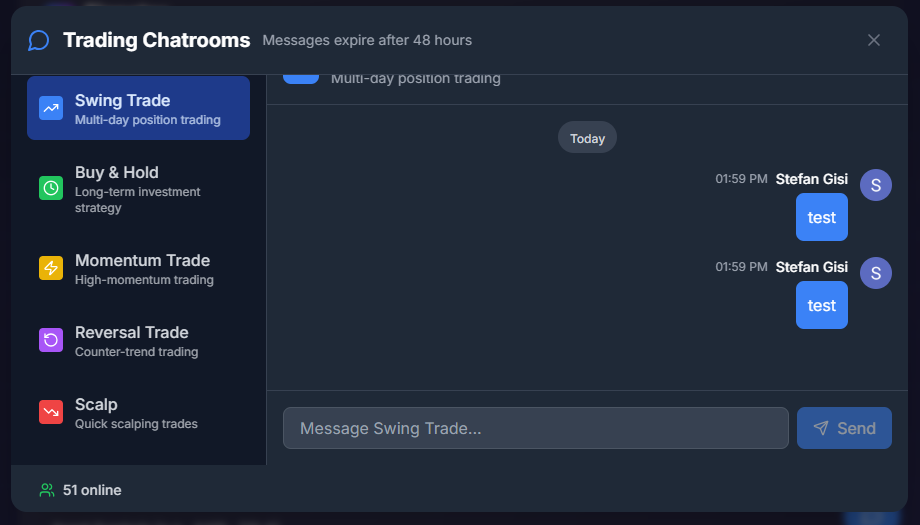 Trading Chatrooms
Messages expire after 48 hours
Swing Trade
Multi-day position trading
Buy & Hold
Long-term investment
strategy
Momentum Trade
High-momentum trading
Reversal Trade
Counter-trend trading
Scalp
Quick scalping trades
51 online
Multi-day position trading
Today
01:59 PM Stefan Gisi
S
test
01:59 PM Stefan Gisi
S
test
Message Swing Trade...
Send